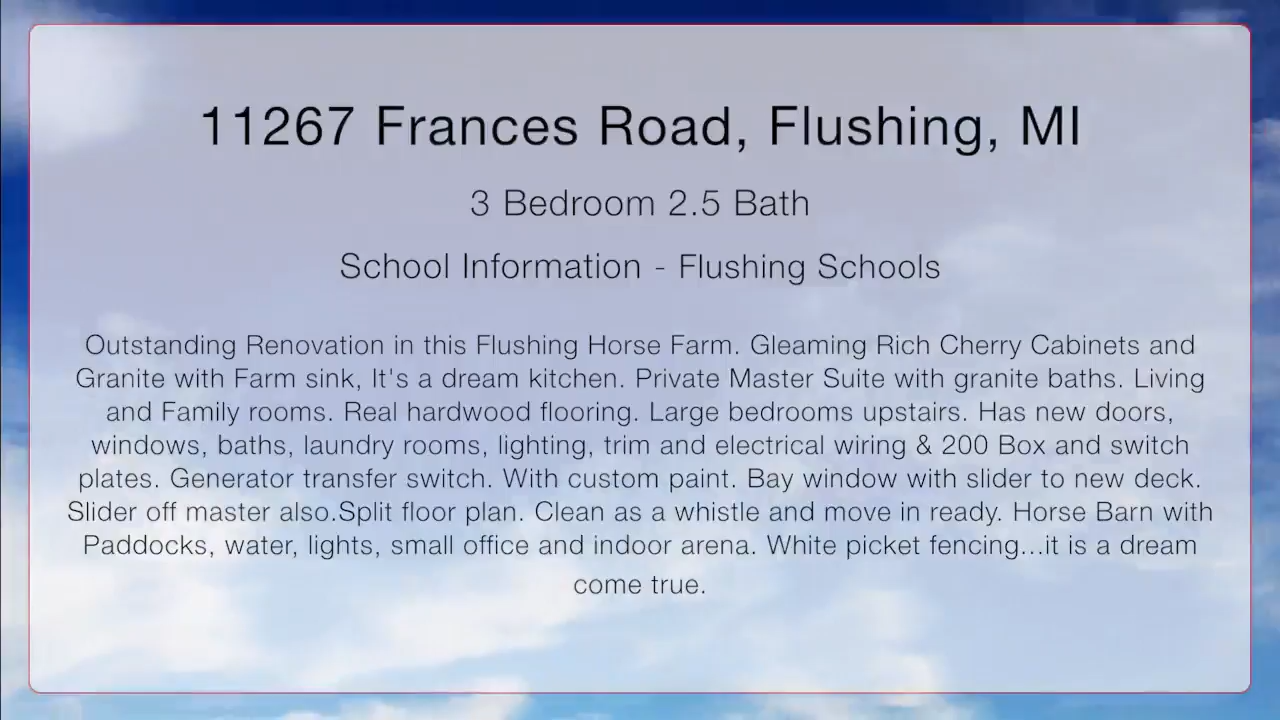 11267 Frances Road, Flushing, MI
3 Bedroom 2.5 Bath
School Information - Flushing Schools
Outstanding Renovation in this Flushing Horse Farm. Gleaming Rich Cherry Cabinets and
Granite with Farm sink, It's a dream kitchen. Private Master Suite with granite baths. Living
and Family rooms. Real hardwood flooring. Large bedrooms upstairs. Has new doors,
windows, baths, laundry rooms, lighting, trim and electrical wiring & 200 Box and switch
plates. Generator transfer switch. With custom paint. Bay window with slider to new deck.
Slider off master also.Split floor plan. Clean as a whistle and move in ready. Horse Barn with
Paddocks, water, lights, small office and indoor arena. White picket fencing...it is a dream
come true.